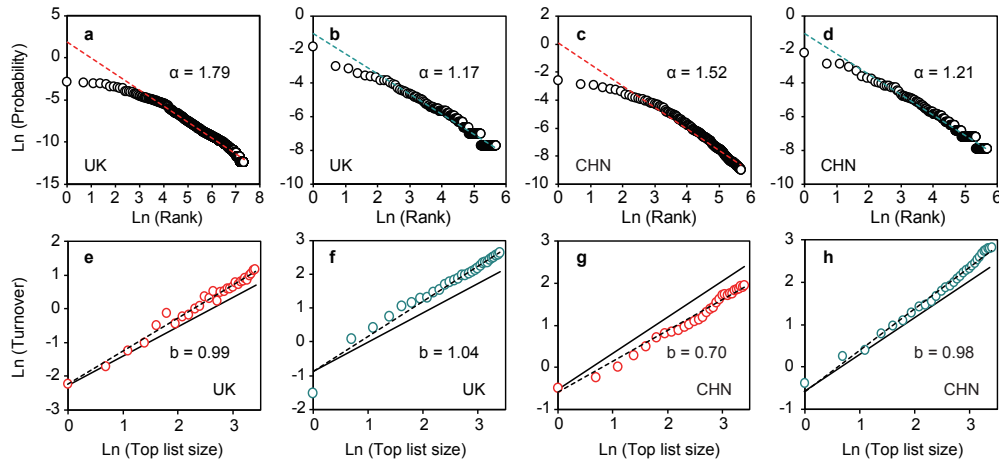 a
b
c
d
Ln (Probability)
5
0
-5
-10
-15
α = 1.79
UK
0 1 2 3 4 5 6 7 8
Ln (Rank)
0
-2
-4
-6
-8
-10
α = 1.17
UK
0 1 2 3 4 5 6
Ln (Rank)
2
0
-2
-4
-6
-8
-10
α = 1.52
CHN
0 1 2 3 4 5 6
Ln (Rank)
0
-2
-4
-6
-8
-10
α = 1.21
CHN
0 1 2 3 4 5 6
Ln (Rank)
e
f
g
h
Ln (Turnover)
2
1
0
-1
-2
-3
b = 0.99
UK
0 1 2 3
Ln (Top list size)
3
2
1
0
-1
-2
b = 1.04
UK
0 1 2 3
Ln (Top list size)
3
2
1
0
-1
b = 0.70
CHN
0 1 2 3
Ln (Top list size)
3
2
1
0
-1
b = 0.98
CHN
0 1 2 3
Ln (Top list size)